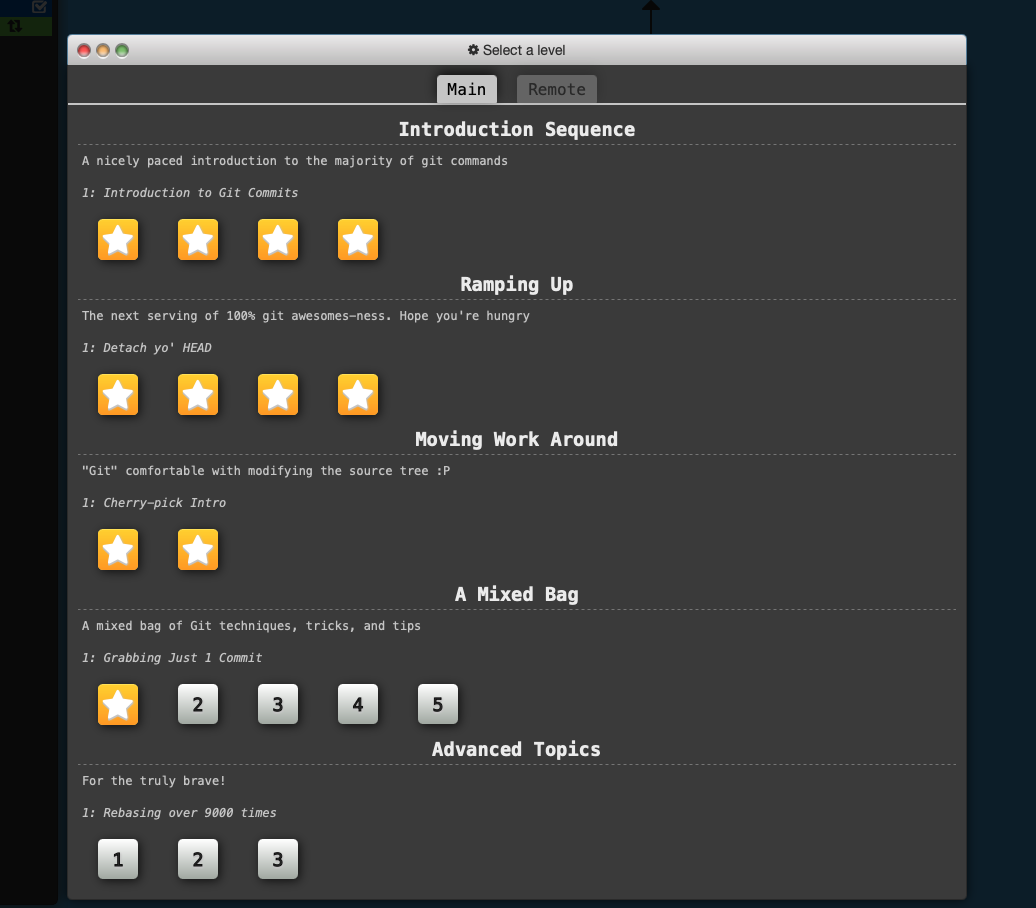 Select a level
Main Remote
Introduction Sequence
A nicely paced introduction to the majority of git commands
1: Introduction to Git Commits
Ramping Up
The next serving of 100% git awesomes-ness. Hope you're hungry
1: Detach yo' HEAD
Moving Work Around
"Git" comfortable with modifying the source tree :P
1: Cherry-pick Intro
A Mixed Bag
A mixed bag of Git techniques, tricks, and tips
1: Grabbing Just 1 Commit
2 3 4 5
Advanced Topics
For the truly brave!
1: Rebasing over 9000 times
1 2 3